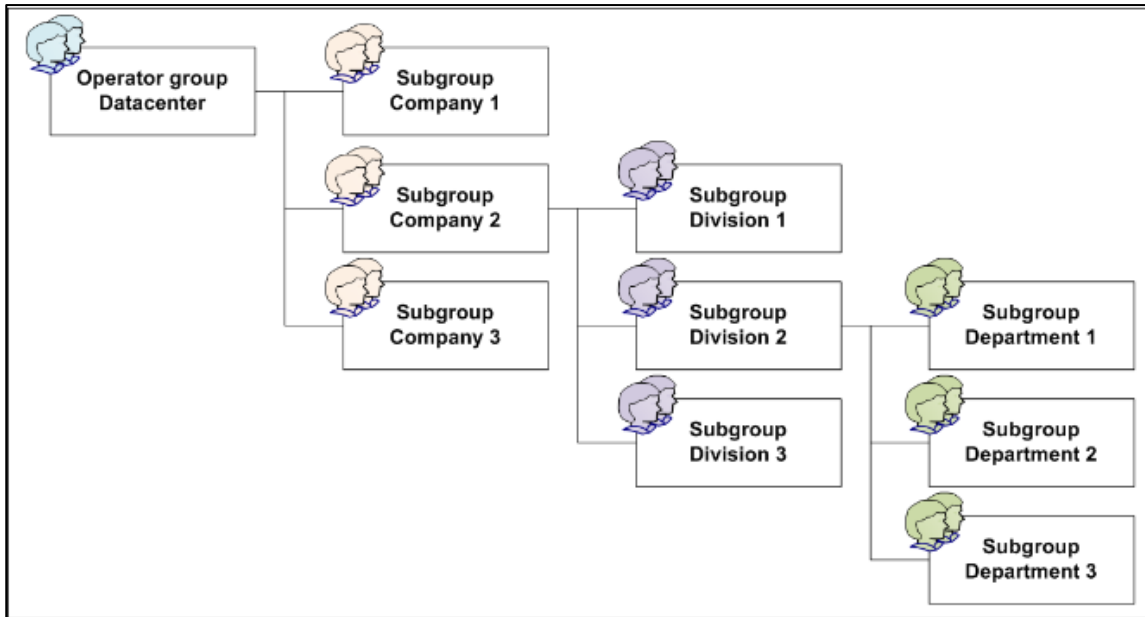 Operator group
Datacenter
Subgroup
Company 1
Subgroup
Company 2
Subgroup
Company 3
Subgroup
Division 1
Subgroup
Division 2
Subgroup
Division 3
Subgroup
Department 1
Subgroup
Department 2
Subgroup
Department 3